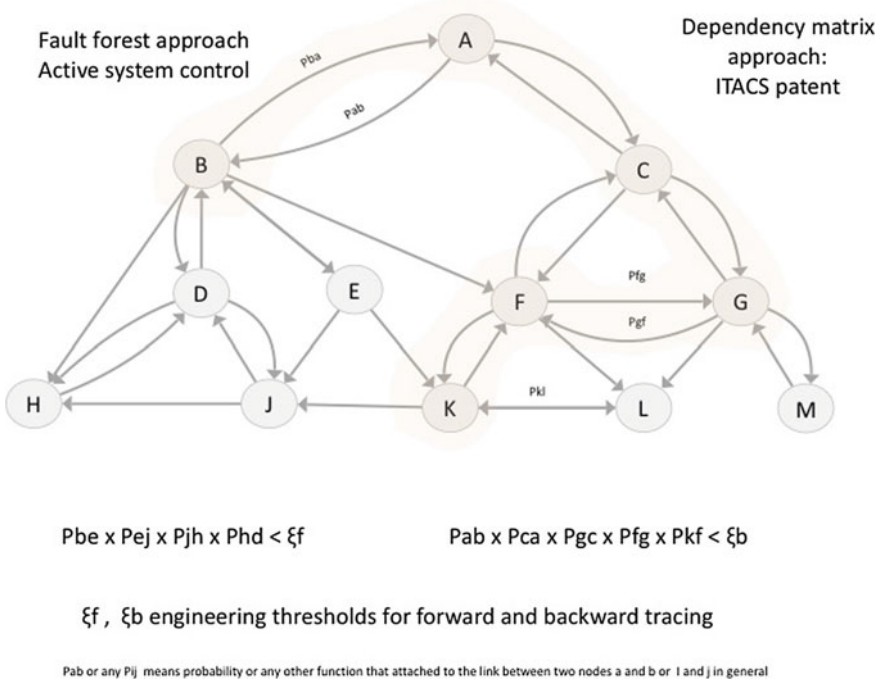 Fault forest approach
Active system control
Dependency matrix
approach:
ITACS patent
A
Pba
Pab
B
C
D
E
F
Pfg
G
Pgf
H
J
K
Pkl
L
M
Pbe x Pej x Pjh x Phd < ξf
Pab x Pca x Pgc x Pfg x Pkf < ξb
ξf , ξb engineering thresholds for forward and backward tracing
Pab or any Pij means probability or any other function that attached to the link between two nodes a and b or I and j in general